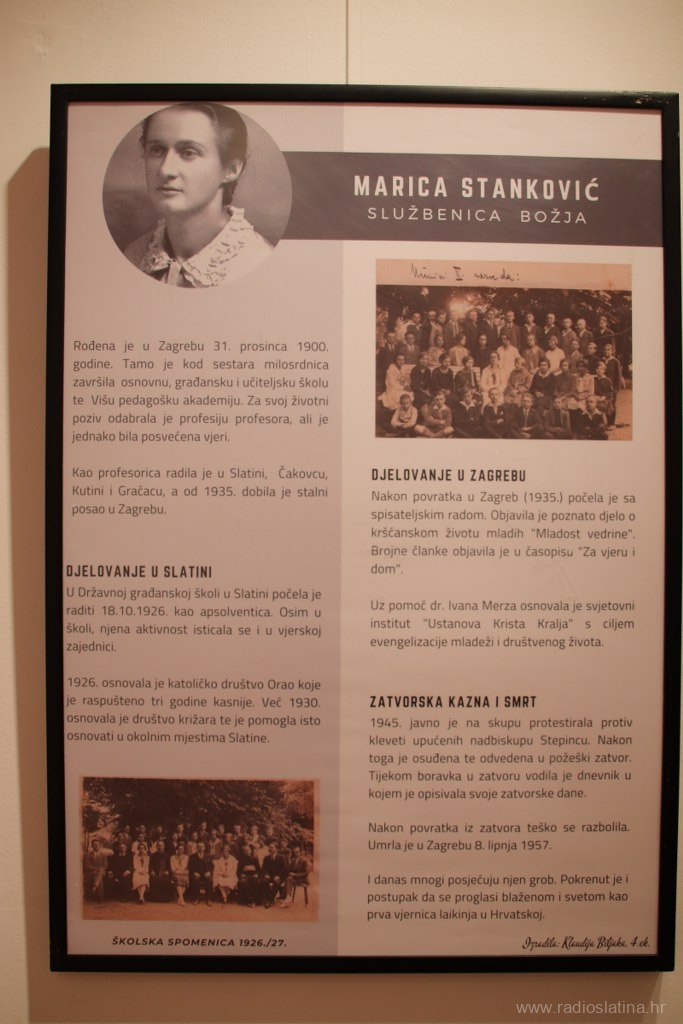 MARICA STANKOVIĆ
SLUŽBENICA BOŽJA
Rođena je u Zagrebu 31. prosinca 1900.
godine. Tamo je kod sestara milosrdnica
završila osnovnu, građansku i učiteljsku školu
te Višu pedagošku akademiju. Za svoj životni
poziv odabrala je profesiju profesora, ali je
jednako bila posvećena vjeri.
Kao profesorica radila je u Slatini, Čakovcu,
Kutini i Gračacu, a od 1935. dobila je stalni
posao u Zagrebu.
DJELOVANJE U SLATINI
U Državnoj građanskoj školi u Slatini počela je
raditi 18.10.1926. kao apsolventica. Osim u
školi, njena aktivnost isticala se i u vjerskoj
zajednici.
1926. osnovala je katoličko društvo Orao koje
je raspušteno tri godine kasnije. Već 1930.
osnovala je društvo križara te je pomogla isto
osnovati u okolnim mjestima Slatine.
ŠKOLSKA SPOMENICA 1926./27.
II
DJELOVANJE U ZAGREBU
Nakon povratka u Zagreb (1935.) počela je sa
spisateljskim radom. Objavila je poznato djelo o
kršćanskom životu mladih "Mladost vedrine".
Brojne članke objavila je u časopisu "Za vjeru i
dom".
Uz pomoć dr. Ivana Merza osnovala je svjetovni
institut "Ustanova Krista Kralja" s ciljem
evengelizacije mladeži i društvenog života.
ZATVORSKA KAZNA I SMRT
1945. javno je na skupu protestirala protiv
kleveti upućenih nadbiskupu Stepincu. Nakon
toga je osuđena te odvedena u požeški zatvor.
Tijekom boravka u zatvoru vodila je dnevnik u
kojem je opisivala svoje zatvorske dane.
Nakon povratka iz zatvora teško se razbolila.
Umrla je u Zagrebu 8. lipnja 1957.
I danas mnogi posjećuju njen grob. Pokrenut je i
postupak da se proglasi blaženom i svetom kao
prva vjernica laikinja u Hrvatskoj.
Izradila: Klaudija Biljaka, 4.ek.
www.radioslatina.hr